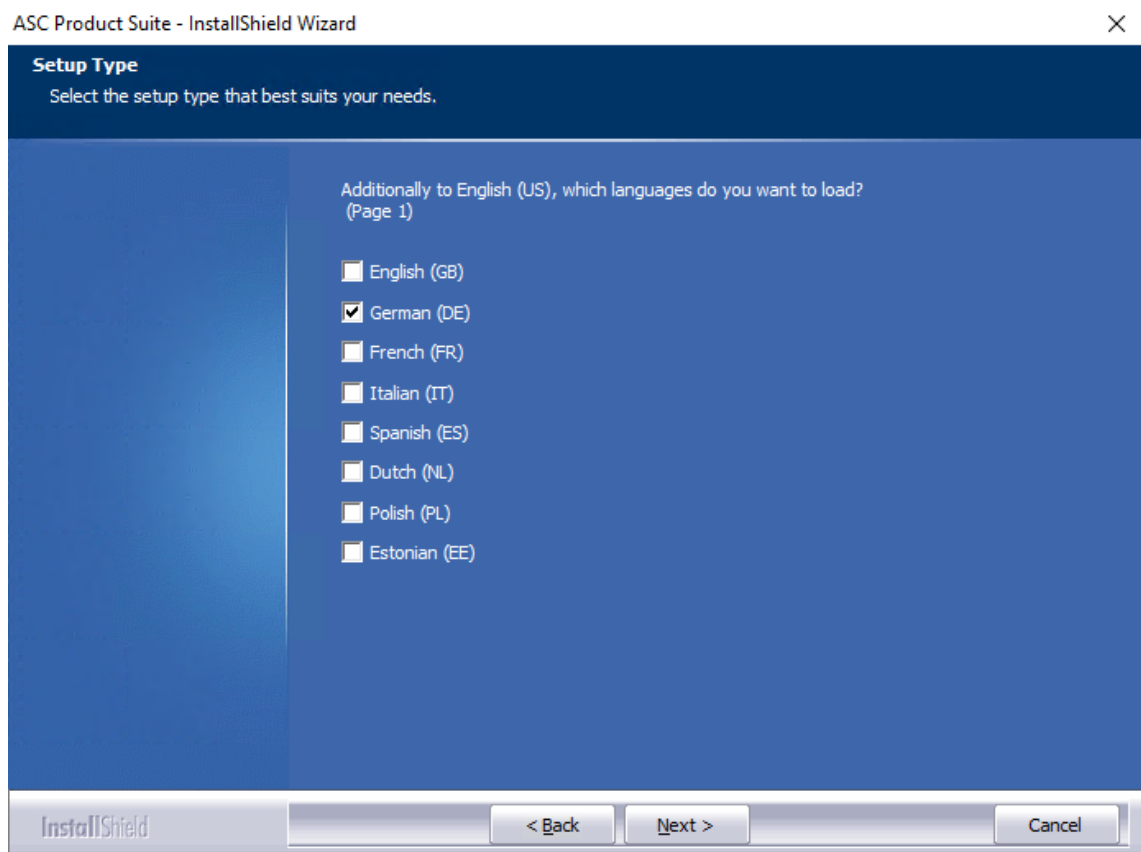 ASC Product Suite - InstallShield Wizard
Setup Type
Select the setup type that best suits your needs.
Additionally to English (US), which languages do you want to load?
(Page 1)
English (GB)
German (DE)
French (FR)
Italian (IT)
Spanish (ES)
Dutch (NL)
Polish (PL)
Estonian (EE)
InstallShield
< Back
Next >
Cancel